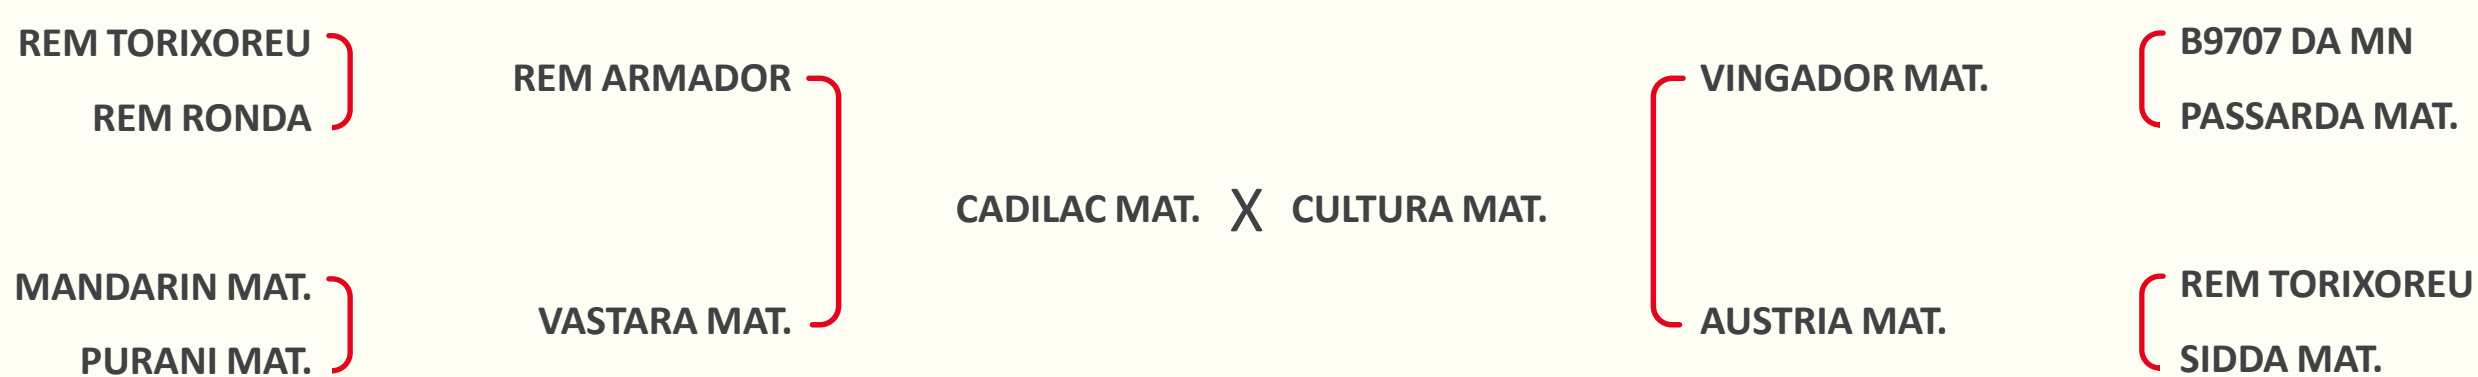 REM TORIXOREU
REM RONDA
MANDARIN MAT.
PURANI MAT.
REM ARMADOR
VASTARA MAT.
CADILAC MAT. X CULTURA MAT.
VINGADOR MAT.
AUSTRIA MAT.
B9707 DA MN
PASSARDA MAT.
REM TORIXOREU
SIDDA MAT.